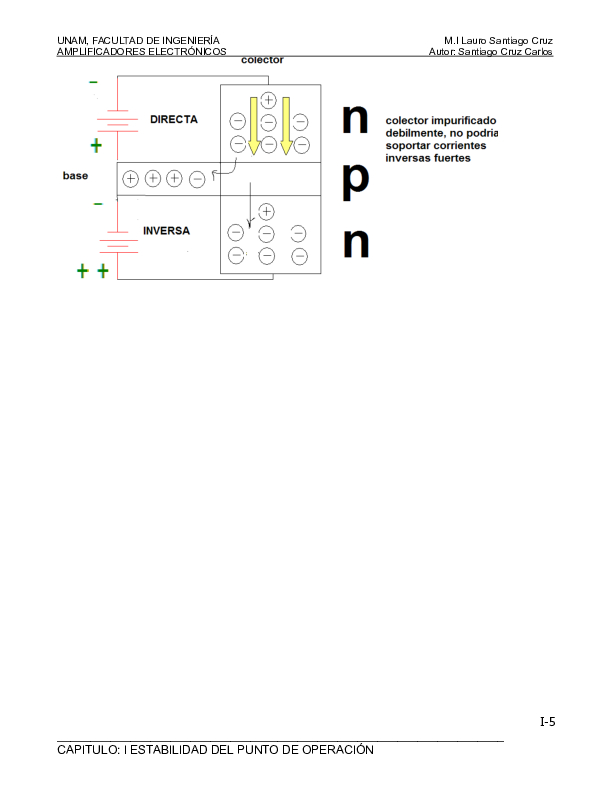 UNAM, FACULTAD DE INGENIERÍA M.I Lauro Santiago Cruz
AMPLIFICADORES ELECTRÓNICOS Autor: Santiago Cruz Carlos
colector
−
DIRECTA
+
n
colector impurificado
debilmente, no podria
soportar corrientes
inversas fuertes
base
+ + + −
p
−
INVERSA
+ +
n
I-5
CAPITULO: I ESTABILIDAD DEL PUNTO DE OPERACIÓN